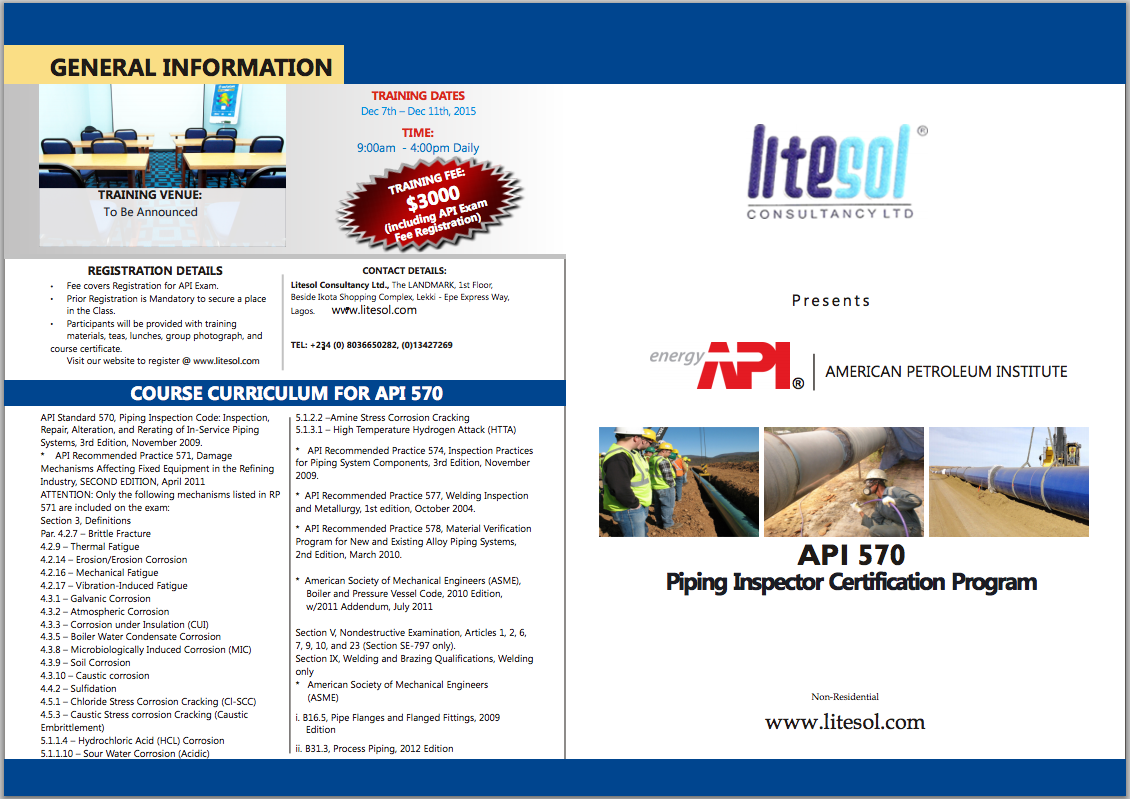 GENERAL INFORMATION
TRAINING VENUE:
To Be Announced
TRAINING DATES
Dec 7th – Dec 11th, 2015
TIME:
9:00am - 4:00pm Daily
TRAINING FEE:
$3000
(including API Exam
Fee Registration)
REGISTRATION DETAILS
• Fee covers Registration for API Exam.
• Prior Registration is Mandatory to secure a place
in the Class.
• Participants will be provided with training
materials, teas, lunches, group photograph, and
course certificate.
Visit our website to register @ www.litesol.com
CONTACT DETAILS:
Litesol Consultancy Ltd., The LANDMARK, 1st Floor,
Beside Ikota Shopping Complex, Lekki - Epe Express Way,
Lagos. www.litesol.com
TEL: +234 (0) 8036650282, (0)13427269
COURSE CURRICULUM FOR API 570
API Standard 570, Piping Inspection Code: Inspection,
Repair, Alteration, and Rerating of In-Service Piping
Systems, 3rd Edition, November 2009.
* API Recommended Practice 571, Damage
Mechanisms Affecting Fixed Equipment in the Refining
Industry, SECOND EDITION, April 2011
ATTENTION: Only the following mechanisms listed in RP
571 are included on the exam:
Section 3, Definitions
Par. 4.2.7 – Brittle Fracture
4.2.9 – Thermal Fatigue
4.2.14 – Erosion/Erosion Corrosion
4.2.16 – Mechanical Fatigue
4.2.17 – Vibration-Induced Fatigue
4.3.1 – Galvanic Corrosion
4.3.2 – Atmospheric Corrosion
4.3.3 – Corrosion under Insulation (CUI)
4.3.5 – Boiler Water Condensate Corrosion
4.3.8 – Microbiologically Induced Corrosion (MIC)
4.3.9 – Soil Corrosion
4.3.10 – Caustic corrosion
4.4.2 – Sulfidation
4.5.1 – Chloride Stress Corrosion Cracking (Cl-SCC)
4.5.3 – Caustic Stress corrosion Cracking (Caustic
Embrittlement)
5.1.1.4 – Hydrochloric Acid (HCL) Corrosion
5.1.1.10 – Sour Water Corrosion (Acidic)
5.1.2.2 –Amine Stress Corrosion Cracking
5.1.3.1 – High Temperature Hydrogen Attack (HTTA)
* API Recommended Practice 574, Inspection Practices
for Piping System Components, 3rd Edition, November
2009.
* API Recommended Practice 577, Welding Inspection
and Metallurgy, 1st edition, October 2004.
* API Recommended Practice 578, Material Verification
Program for New and Existing Alloy Piping Systems,
2nd Edition, March 2010.
* American Society of Mechanical Engineers (ASME),
Boiler and Pressure Vessel Code, 2010 Edition,
w/2011 Addendum, July 2011
Section V, Nondestructive Examination, Articles 1, 2, 6,
7, 9, 10, and 23 (Section SE-797 only).
Section IX, Welding and Brazing Qualifications, Welding
only
* American Society of Mechanical Engineers
(ASME)
i. B16.5, Pipe Flanges and Flanged Fittings, 2009
Edition
ii. B31.3, Process Piping, 2012 Edition
litesol®
CONSULTANCY LTD
Presents
energy API® | AMERICAN PETROLEUM INSTITUTE
API 570
Piping Inspector Certification Program
Non-Residential
www.litesol.com